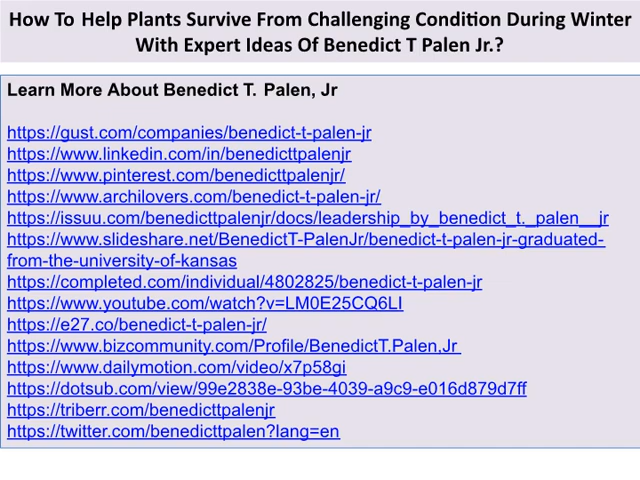 How To Help Plants Survive From Challenging Condition During Winter
With Expert Ideas Of Benedict T Palen Jr.?
Learn More About Benedict T. Palen, Jr
https://gust.com/companies/benedict-t-palen-jr
https://www.linkedin.com/in/benedicttpalenjr
https://www.pinterest.com/benedicttpalenjr/
https://www.archilovers.com/benedict-t-palen-jr/
https://issuu.com/benedicttpalenjr/docs/leadership_by_benedict_t._palen__jr
https://www.slideshare.net/BenedictT-PalenJr/benedict-t-palen-jr-graduated-
from-the-university-of-kansas
https://completed.com/individual/4802825/benedict-t-palen-jr
https://www.youtube.com/watch?v=LM0E25CQ6LI
https://e27.co/benedict-t-palen-jr/
https://www.bizcommunity.com/Profile/BenedictT.Palen,Jr
https://www.dailymotion.com/video/x7p58gi
https://dotsub.com/view/99e2838e-93be-4039-a9c9-e016d879d7ff
https://triberr.com/benedicttpalenjr
https://twitter.com/benedicttpalen?lang=en